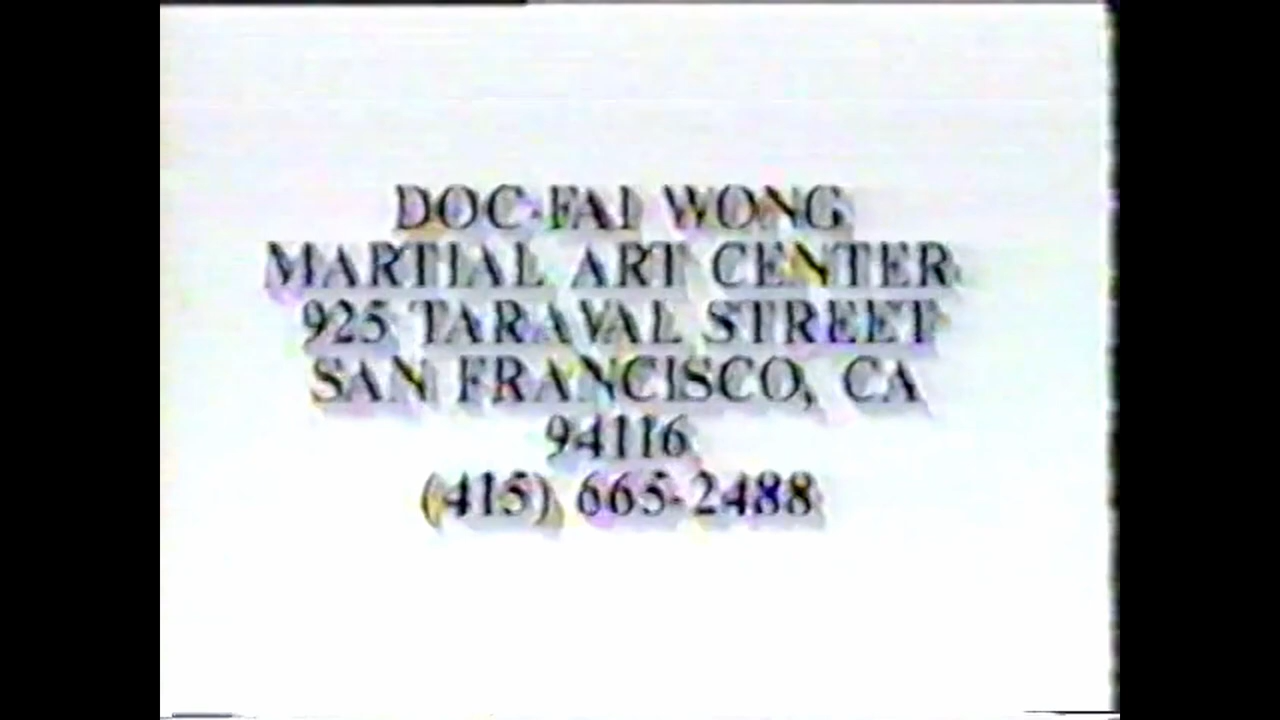 DOC-FAI WONG
MARTIAL ART CENTER
925 TARAVAL STREET
SAN FRANCISCO, CA
94116
(415) 665-2488